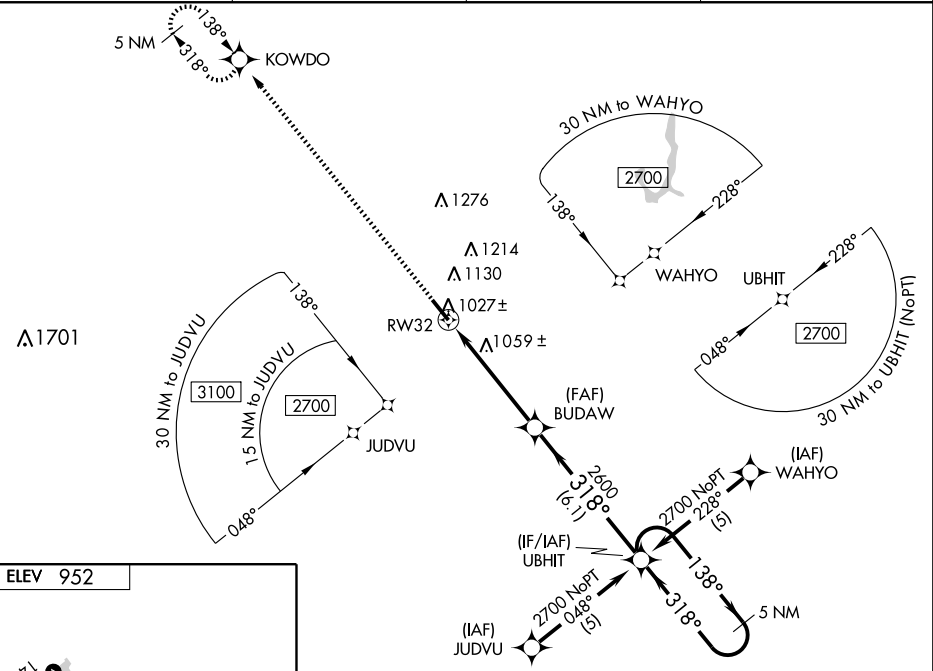 138°
318°
5 NM
KOWDO
30 NM to WAHYO
2700
138°
228°
WAHYO
1276
1214
1130
1027±
RW32
1059 ±
1701
UBHIT
228°
048°
2700
30 NM to UBHIT (NoPT)
138°
30 NM to JUDVU
3100
15 NM to JUDVU
2700
JUDVU
048°
(FAF)
BUDAW
2600
318°
(6.1)
(IAF)
WAHYO
2700 NoPT
228°
(5)
(IF/IAF)
UBHIT
138°
318°
5 NM
2700 NoPT
048°
(5)
(IAF)
JUDVU
ELEV 952